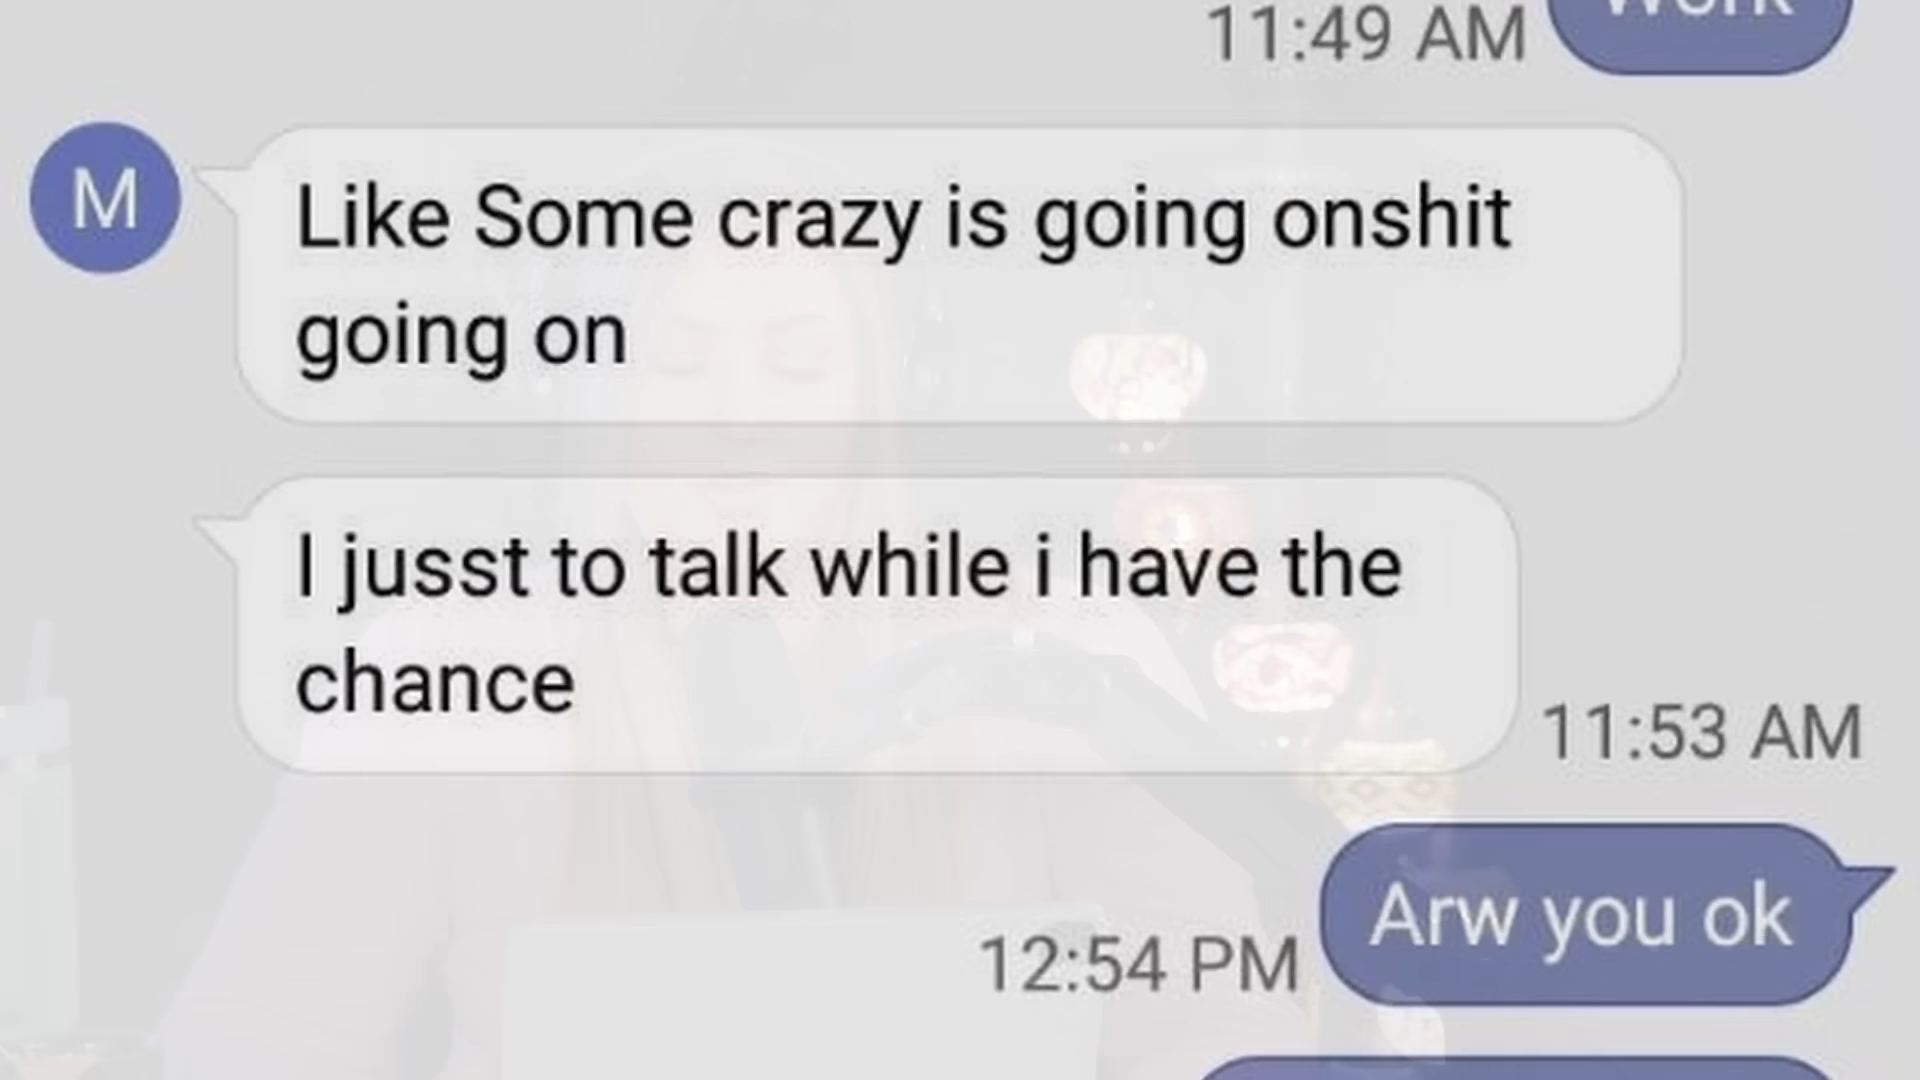 Work
11:49 AM
M
Like Some crazy is going onshit
going on
I jusst to talk while i have the
chance
11:53 AM
Arw you ok
12:54 PM